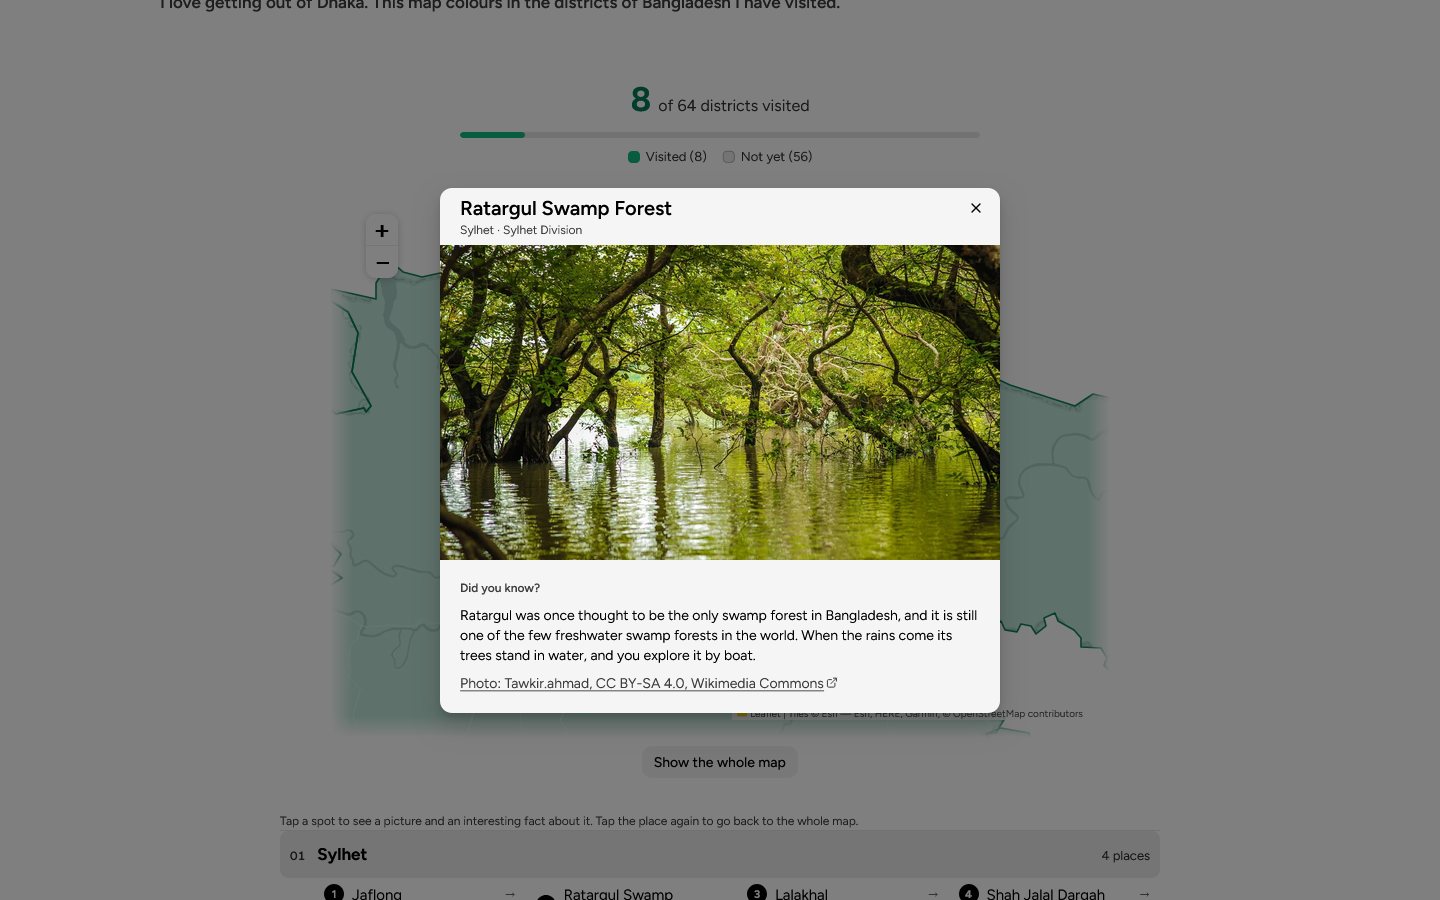 I love getting out of Dhaka. This map colours in the districts of Bangladesh I have visited.
8 of 64 districts visited
Visited (8) Not yet (56)
Ratargul Swamp Forest
Sylhet · Sylhet Division
+
−
Did you know?
Ratargul was once thought to be the only swamp forest in Bangladesh, and it is still
one of the few freshwater swamp forests in the world. When the rains come its
trees stand in water, and you explore it by boat.
Photo: Tawkir.ahmad, CC BY-SA 4.0, Wikimedia Commons
Leaflet | Tiles © Esri — Esri, HERE, Garmin, © OpenStreetMap contributors
Show the whole map
Tap a spot to see a picture and an interesting fact about it. Tap the place again to go back to the whole map.
01 Sylhet 4 places
1 Jaflong → Ratargul Swamp 3 Lalakhal → 4 Shah Jalal Dargah →